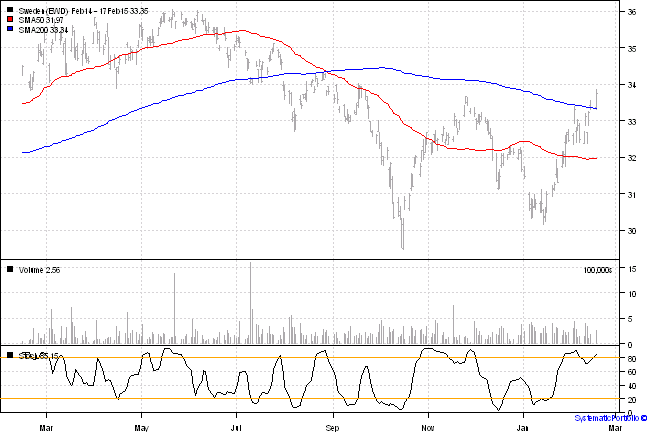 Sweden (EWD) Feb14 - 17Feb15 33.35
SMA50 31.97
SMA200 33.34
36
35
34
33
32
31
30
Volume 2.56
100,000s
15
10
5
0
80
60
40
20
0
Mar May Jul Sep Nov Jan Mar
SystematicPortfolio ©